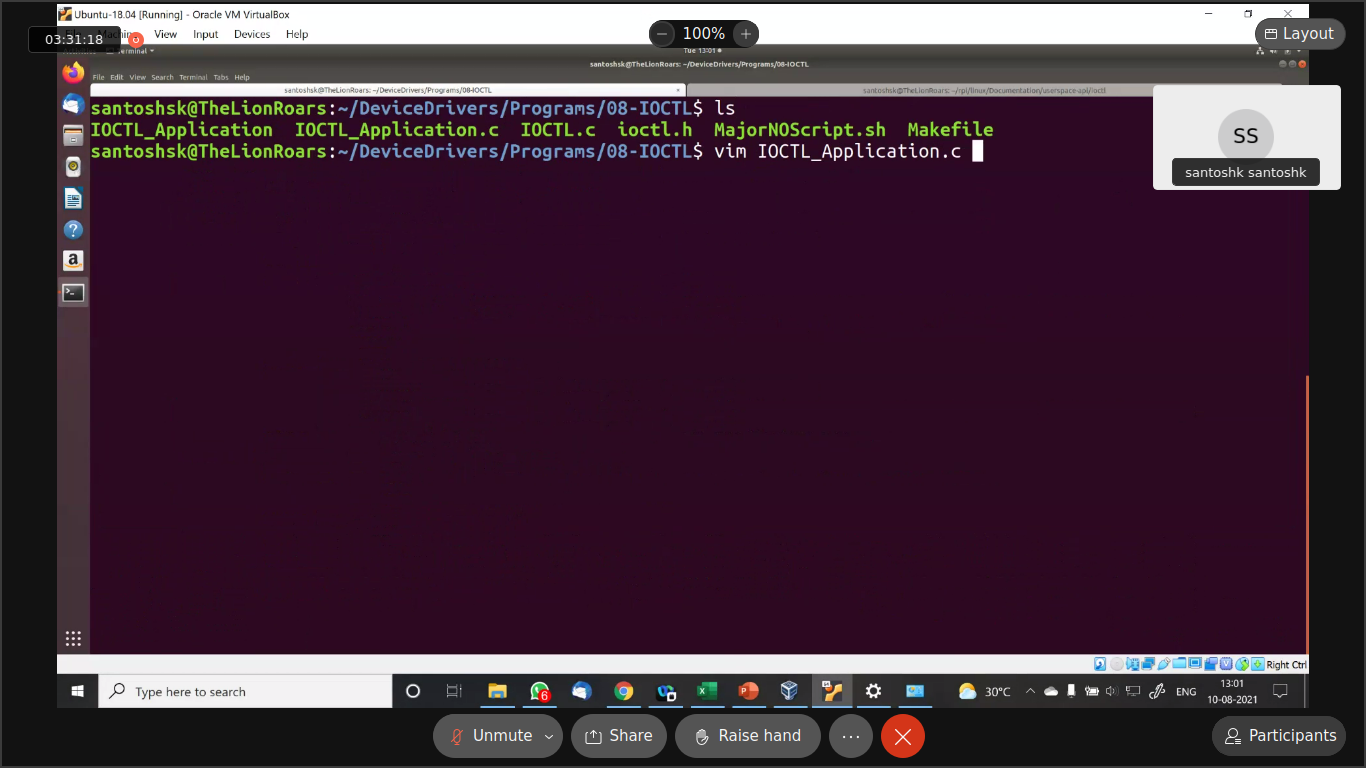 Ubuntu-18.04 [Running] - Oracle VM VirtualBox
03:31:18
View Input Devices Help
100%
Layout
Tue 13:01
santoshsk@TheLionRoars: ~/DeviceDrivers/Programs/08-IOCTL
File Edit View Search Terminal Tabs Help
santoshsk@TheLionRoars: ~/DeviceDrivers/Programs/08-IOCTL
santoshsk@TheLionRoars: ~/rpi/linux/Documentation/userspace-api/ioctl
santoshsk@TheLionRoars:~/DeviceDrivers/Programs/08-IOCTL$ ls
IOCTL_Application IOCTL_Application.c IOCTL.c ioctl.h MajorNOScript.sh Makefile
santoshsk@TheLionRoars:~/DeviceDrivers/Programs/08-IOCTL$ vim IOCTL_Application.c
SS
santoshk santoshk
Right Ctrl
Type here to search
6
30°C
ENG
13:01
10-08-2021
Unmute
Share
Raise hand
Participants